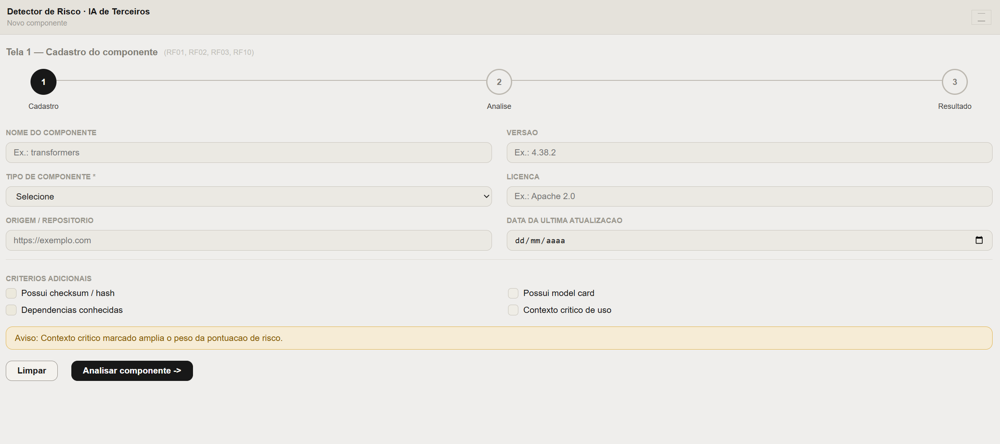 Detector de Risco · IA de Terceiros
Novo componente
Tela 1 — Cadastro do componente (RF01, RF02, RF03, RF10)
1
2
3
Cadastro
Analise
Resultado
NOME DO COMPONENTE
VERSAO
Ex.: transformers
Ex.: 4.38.2
TIPO DE COMPONENTE *
LICENCA
Selecione
Ex.: Apache 2.0
ORIGEM / REPOSITORIO
DATA DA ULTIMA ATUALIZACAO
https://exemplo.com
dd/mm/aaaa
CRITERIOS ADICIONAIS
Possui checksum / hash
Possui model card
Dependencias conhecidas
Contexto critico de uso
Aviso: Contexto critico marcado amplia o peso da pontuacao de risco.
Limpar
Analisar componente ->